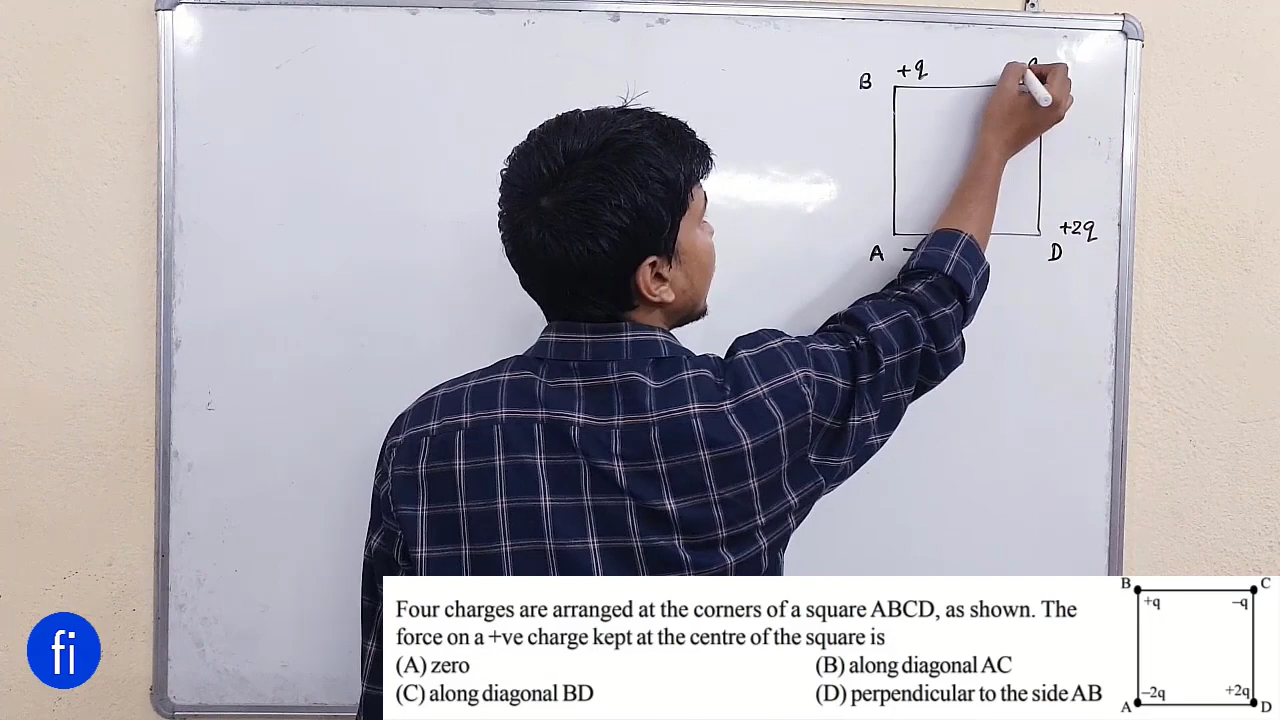 B +q
+2q
A D
fi
Four charges are arranged at the corners of a square ABCD, as shown. The
force on a +ve charge kept at the centre of the square is
(A) zero (B) along diagonal AC
(C) along diagonal BD (D) perpendicular to the side AB
B C
+q −q
−2q +2q
A D